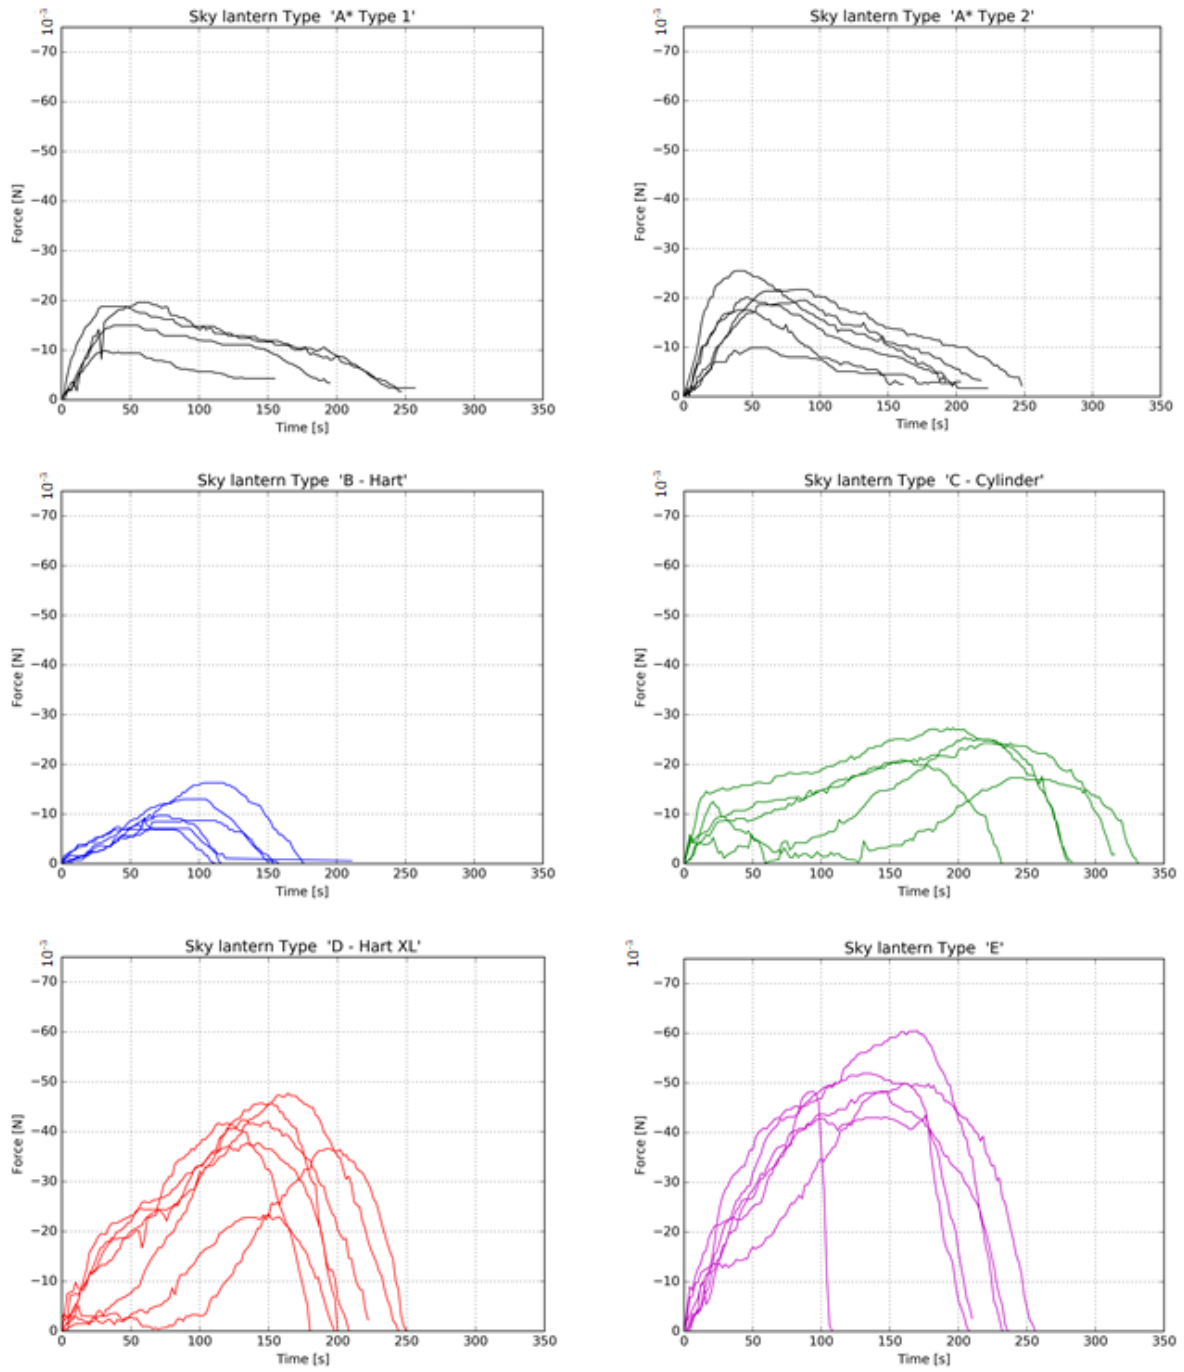 Sky lantern Type 'A* Type 1'
10⁻³
−70
−60
−50
−40
−30
−20
−10
0
Force [N]
0 50 100 150 200 250 300 350
Time [s]
Sky lantern Type 'A* Type 2'
10⁻³
−70
−60
−50
−40
−30
−20
−10
0
Force [N]
0 50 100 150 200 250 300 350
Time [s]
Sky lantern Type 'B - Hart'
10⁻³
−70
−60
−50
−40
−30
−20
−10
0
Force [N]
0 50 100 150 200 250 300 350
Time [s]
Sky lantern Type 'C - Cylinder'
10⁻³
−70
−60
−50
−40
−30
−20
−10
0
Force [N]
0 50 100 150 200 250 300 350
Time [s]
Sky lantern Type 'D - Hart XL'
10⁻³
−70
−60
−50
−40
−30
−20
−10
0
Force [N]
0 50 100 150 200 250 300 350
Time [s]
Sky lantern Type 'E'
10⁻³
−70
−60
−50
−40
−30
−20
−10
0
Force [N]
0 50 100 150 200 250 300 350
Time [s]